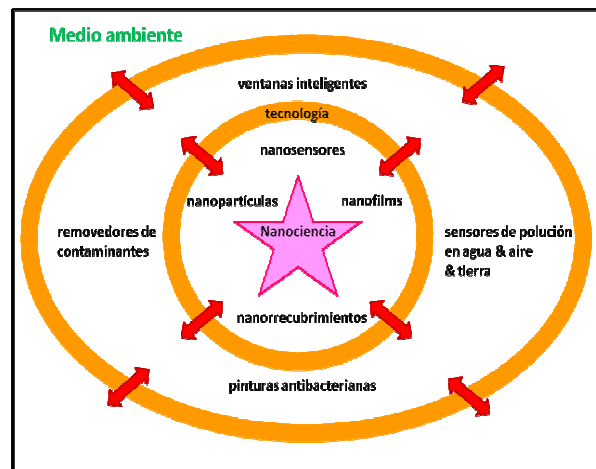 Medio ambiente
ventanas inteligentes
tecnología
nanosensores
nanopartículas
nanofilms
removedores de
contaminantes
Nanociencia
sensores de polución
en agua & aire
& tierra
nanorrecubrimientos
pinturas antibacterianas